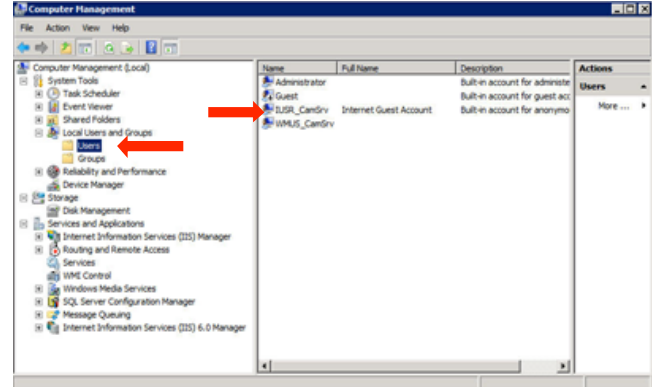 Computer Management
File Action View Help
Computer Management (Local)
System Tools
Task Scheduler
Event Viewer
Shared Folders
Local Users and Groups
Users
Groups
Reliability and Performance
Device Manager
Storage
Disk Management
Services and Applications
Internet Information Services (IIS) Manager
Routing and Remote Access
Services
WMI Control
Windows Media Services
SQL Server Configuration Manager
Message Queuing
Internet Information Services (IIS) 6.0 Manager
Name Full Name Description
Administrator Built-in account for administe
Guest Built-in account for guest acc
IUSR_CamSrv Internet Guest Account Built-in account for anonymo
WMUS_CamSrv
Actions
Users
More ...